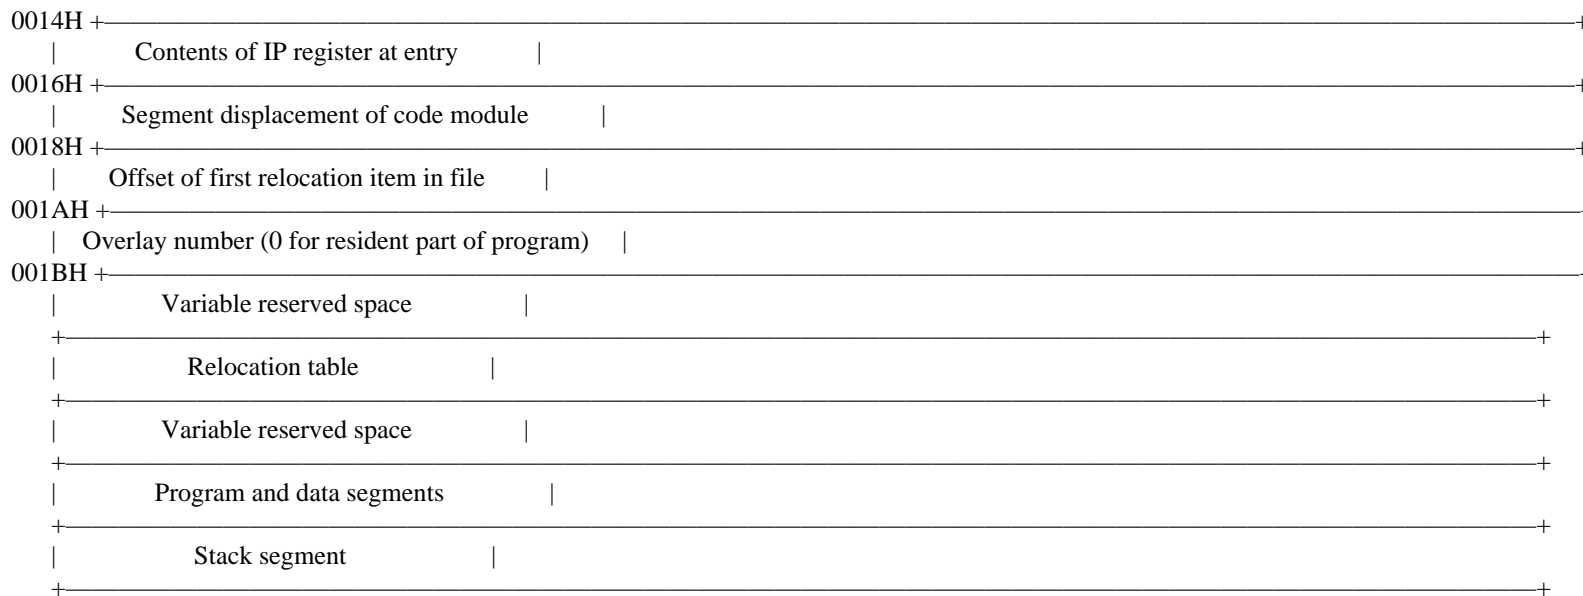 0014H +————————————————————————————————————————————————————————+
| Contents of IP register at entry |
0016H +————————————————————————————————————————————————————————+
| Segment displacement of code module |
0018H +————————————————————————————————————————————————————————+
| Offset of first relocation item in file |
001AH +————————————————————————————————————————————————————————+
| Overlay number (0 for resident part of program) |
001BH +————————————————————————————————————————————————————————+
| Variable reserved space |
+————————————————————————————————————————————————————————+
| Relocation table |
+————————————————————————————————————————————————————————+
| Variable reserved space |
+————————————————————————————————————————————————————————+
| Program and data segments |
+————————————————————————————————————————————————————————+
| Stack segment |
+————————————————————————————————————————————————————————+